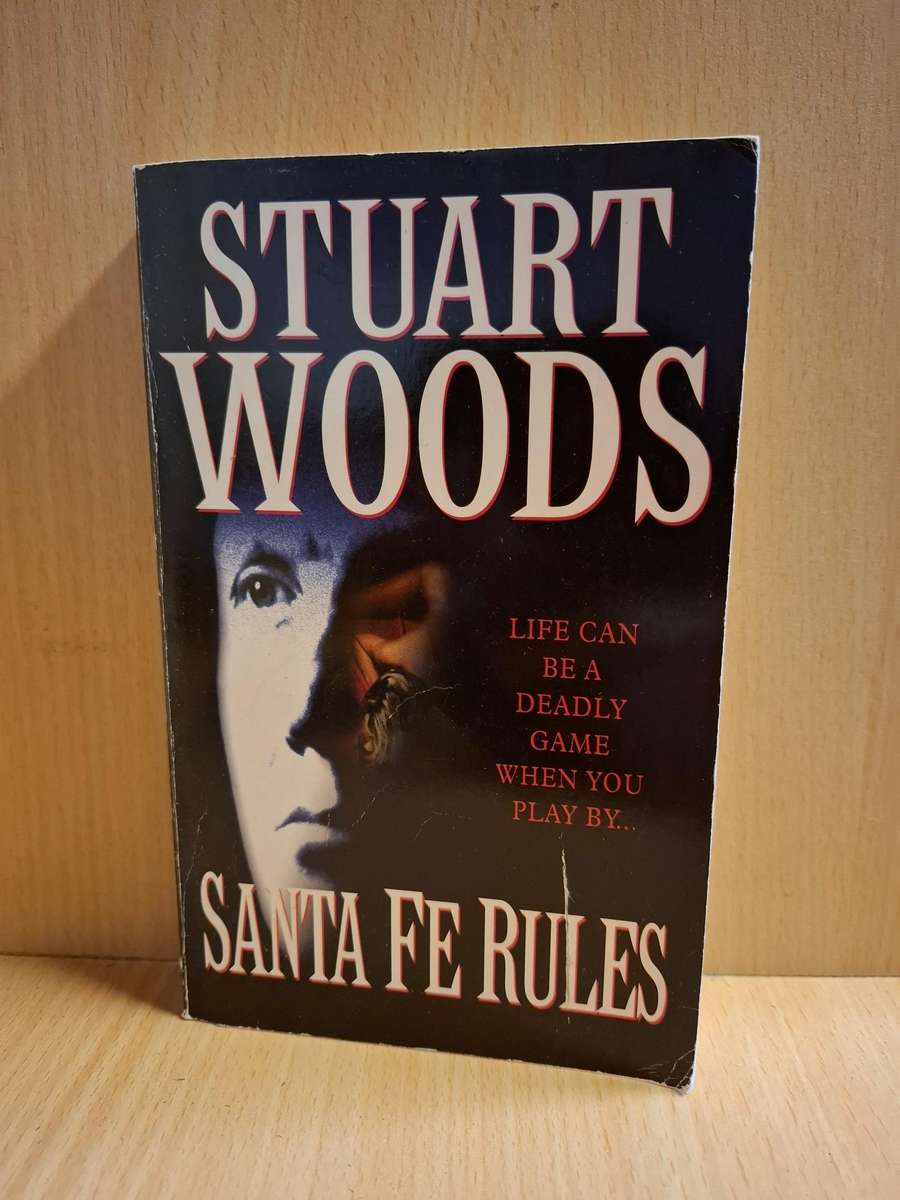 STUART
WOODS
LIFE CAN
BE A
DEADLY
GAME
WHEN YOU
PLAY BY...
SANTA FE RULES